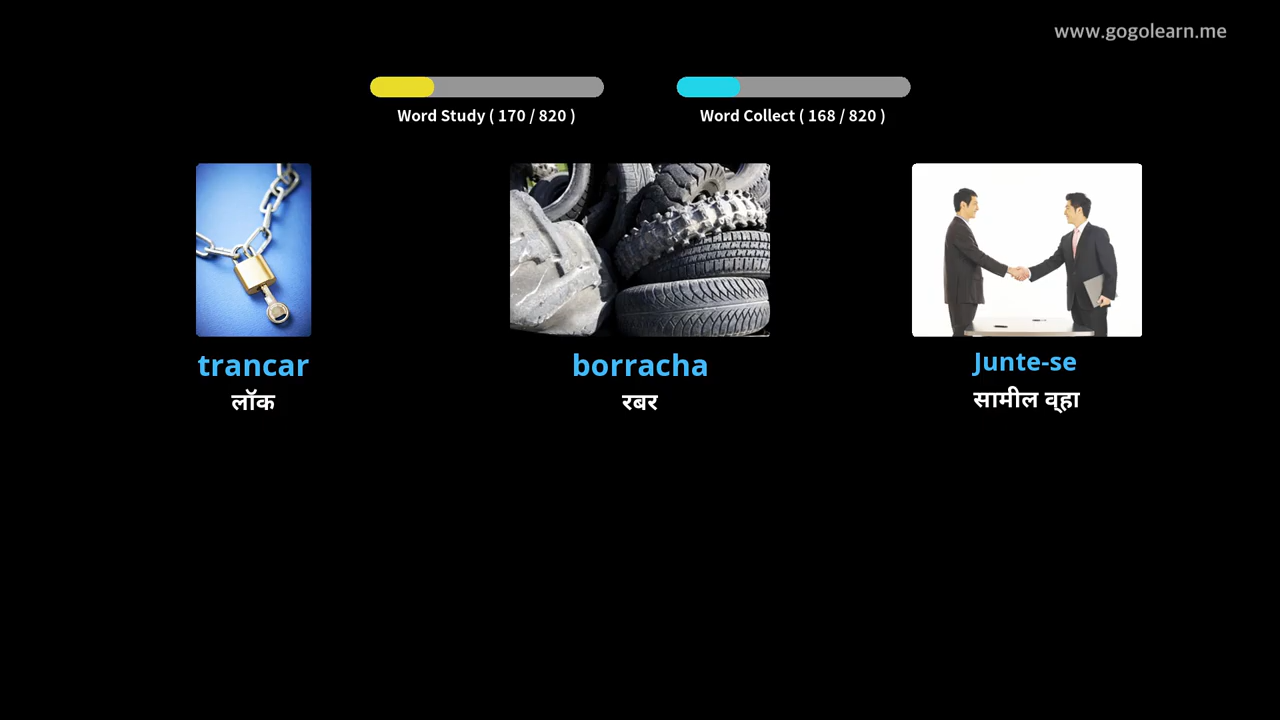 www.gogolearn.me
Word Study ( 170 / 820 )
Word Collect ( 168 / 820 )
trancar
लॉक
borracha
रबर
Junte-se
सामील व्हा